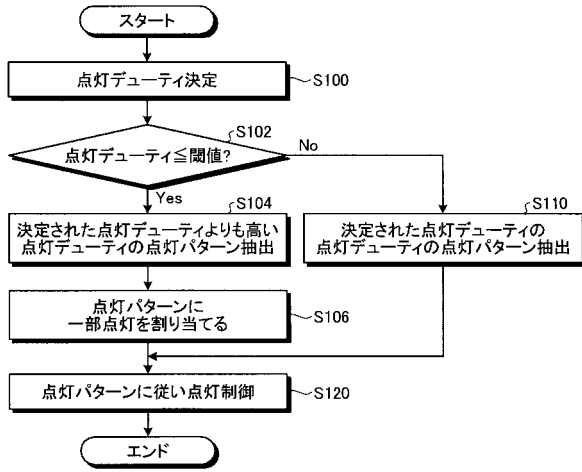 スタート
点灯デューティ決定
S100
点灯デューティ≦閾値?
S102
No
Yes
S104
決定された点灯デューティよりも高い
点灯デューティの点灯パターン抽出
S110
決定された点灯デューティの
点灯デューティの点灯パターン抽出
点灯パターンに
一部点灯を割り当てる
S106
点灯パターンに従い点灯制御
S120
エンド